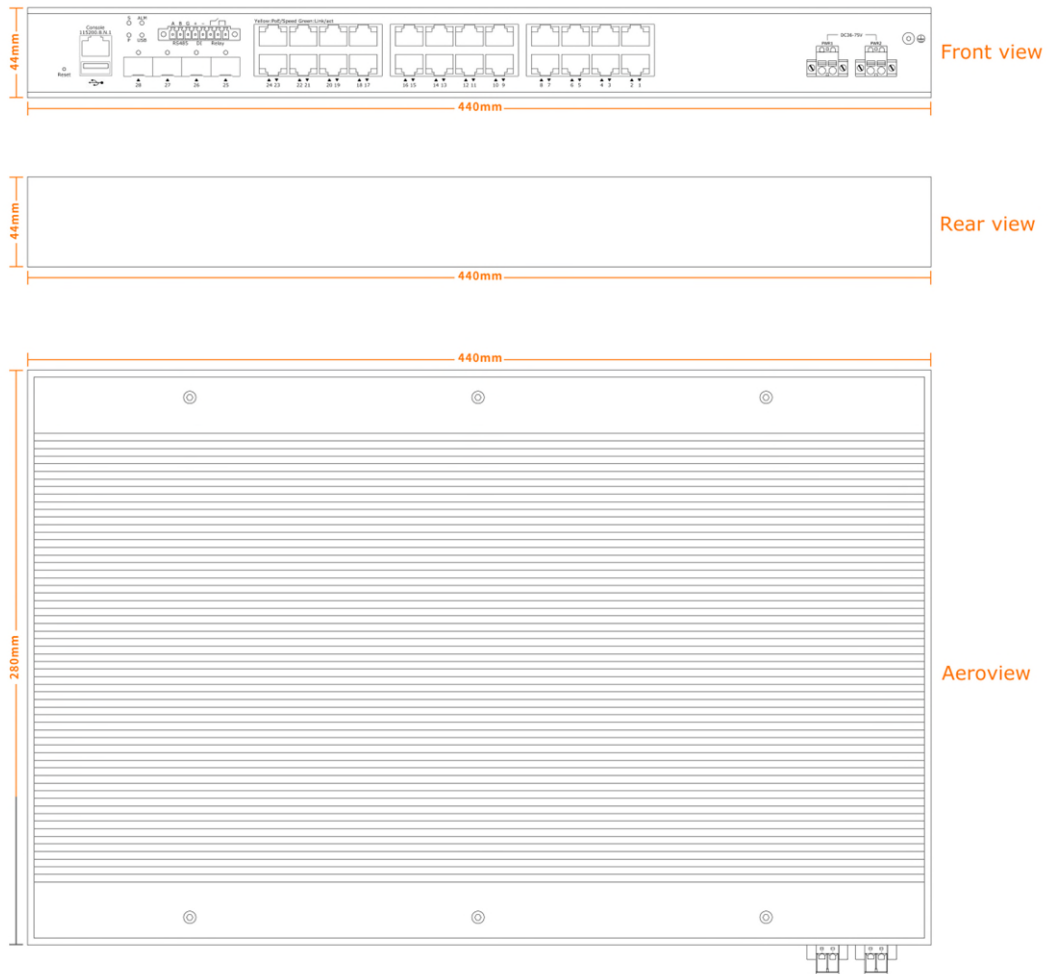 Console
115200.8.N.1
S ALM
P USB
Reset
A B G + -
RS485 D1 Relay
Yellow-PoE/Speed Green:Link/act
28 27 26 25
24 23 22 21 20 19 18 17
16 15 14 13 12 11 10 9
8 7 6 5 4 3 2 1
DC36-75V
PWR1 PWR2
44mm
440mm
Front view
44mm
440mm
Rear view
440mm
280mm
Aeroview